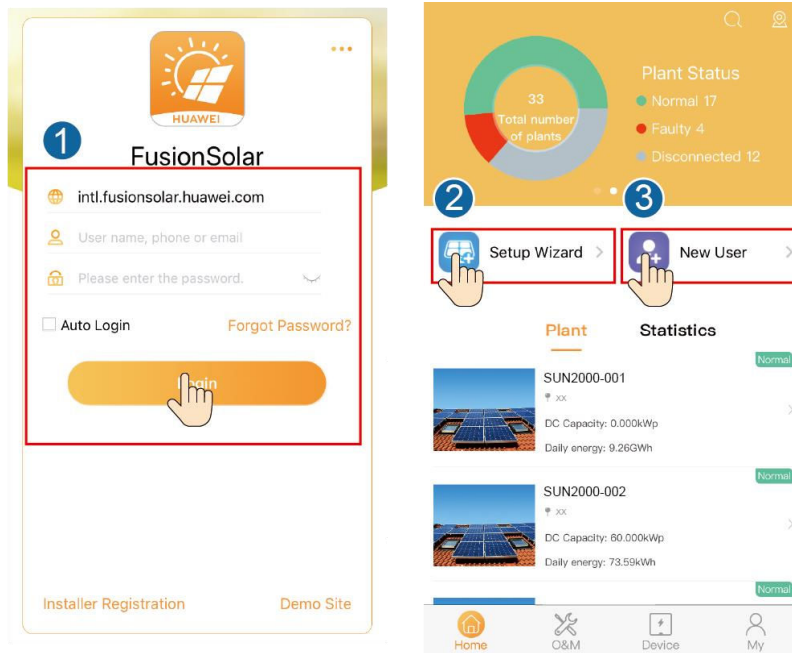 HUAWEI
1
FusionSolar
intl.fusionsolar.huawei.com
User name, phone or email
Please enter the password.
Auto Login
Forgot Password?
Login
Installer Registration
Demo Site
Plant Status
33
Total number
of plants
Normal 17
Faulty 4
Disconnected 12
2
3
Setup Wizard
New User
Plant
Statistics
Normal
SUN2000-001
xx
DC Capacity: 0.000kWp
Daily energy: 9.26GWh
Normal
SUN2000-002
xx
DC Capacity: 60.000kWp
Daily energy: 73.59kWh
Normal
Home
O&M
Device
My